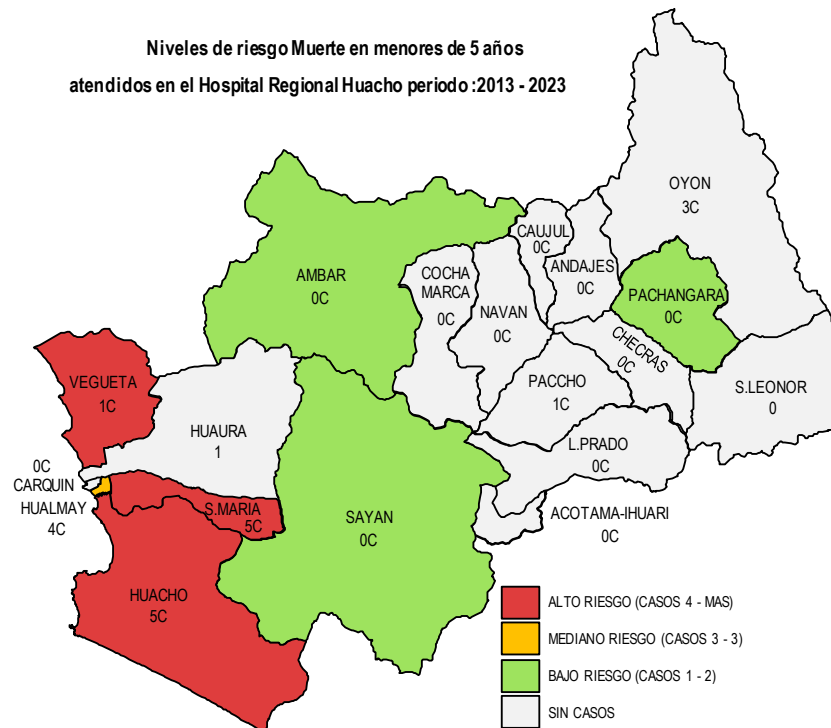 Niveles de riesgo Muerte en menores de 5 años
atendidos en el Hospital Regional Huacho periodo :2013 - 2023
OYON
3C
CAUJUL
0C
ANDAJES
0C
AMBAR
0C
COCHA
MARCA
0C
NAVAN
0C
PACHANGARA
0C
CHECRAS
0C
VEGUETA
1C
PACCHO
1C
S.LEONOR
0
HUAURA
1
L.PRADO
0C
0C
CARQUIN
HUALMAY
4C
S.MARIA
5C
SAYAN
0C
ACOTAMA-IHUARI
0C
HUACHO
5C
ALTO RIESGO (CASOS 4 - MAS)
MEDIANO RIESGO (CASOS 3 - 3)
BAJO RIESGO (CASOS 1 - 2)
SIN CASOS